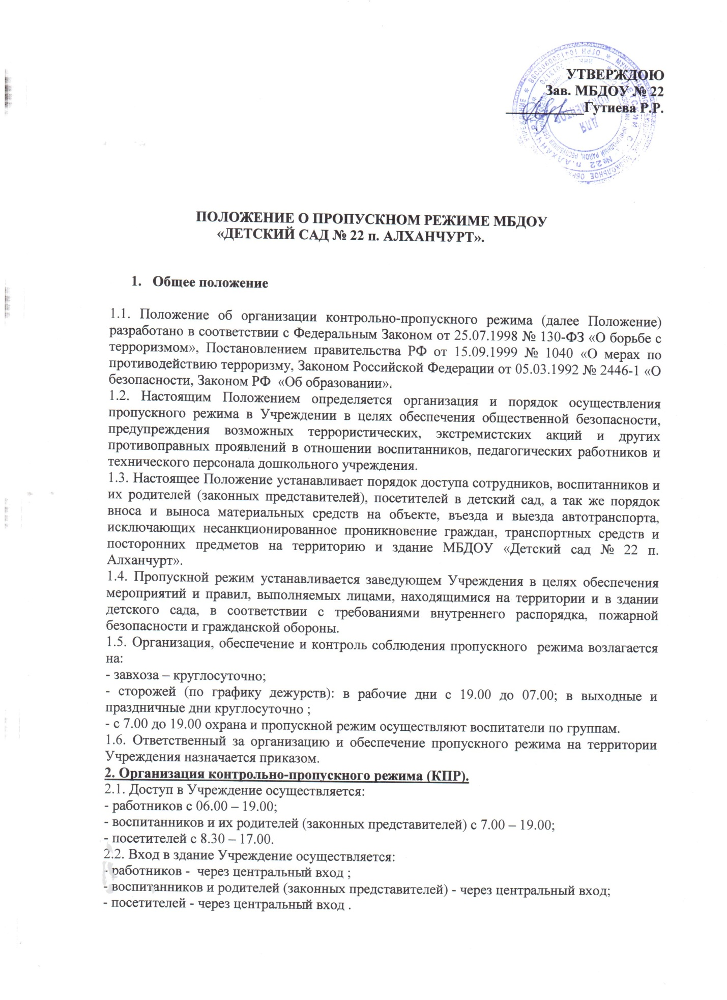 УТВЕРЖДОЮ
Зав. МБДОУ № 22
Гутиева Р.Р.
ДЛЯ
ДОКУМЕНТОВ
ПОЛОЖЕНИЕ О ПРОПУСКНОМ РЕЖИМЕ МБДОУ
«ДЕТСКИЙ САД № 22 п. АЛХАНЧУРТ».
1. Общее положение
1.1. Положение об организации контрольно-пропускного режима (далее Положение)
разработано в соответствии с Федеральным Законом от 25.07.1998 № 130-ФЗ «О борьбе с
терроризмом», Постановлением правительства РФ от 15.09.1999 № 1040 «О мерах по
противодействию терроризму, Законом Российской Федерации от 05.03.1992 № 2446-1 «О
безопасности, Законом РФ «Об образовании».
1.2. Настоящим Положением определяется организация и порядок осуществления
пропускного режима в Учреждении в целях обеспечения общественной безопасности,
предупреждения возможных террористических, экстремистских акций и других
противоправных проявлений в отношении воспитанников, педагогических работников и
технического персонала дошкольного учреждения.
1.3. Настоящее Положение устанавливает порядок доступа сотрудников, воспитанников и
их родителей (законных представителей), посетителей в детский сад, а так же порядок
вноса и выноса материальных средств на объекте, въезда и выезда автотранспорта,
исключающих несанкционированное проникновение граждан, транспортных средств и
посторонних предметов на территорию и здание МБДОУ «Детский сад № 22 п.
Алханчурт».
1.4. Пропускной режим устанавливается заведующем Учреждения в целях обеспечения
мероприятий и правил, выполняемых лицами, находящимися на территории и в здании
детского сада, в соответствии с требованиями внутреннего распорядка, пожарной
безопасности и гражданской обороны.
1.5. Организация, обеспечение и контроль соблюдения пропускного режима возлагается
на:
- завхоза – круглосуточно;
- сторожей (по графику дежурств): в рабочие дни с 19.00 до 07.00; в выходные и
праздничные дни круглосуточно ;
- с 7.00 до 19.00 охрана и пропускной режим осуществляют воспитатели по группам.
1.6. Ответственный за организацию и обеспечение пропускного режима на территории
Учреждения назначается приказом.
2. Организация контрольно-пропускного режима (КПР).
2.1. Доступ в Учреждение осуществляется:
- работников с 06.00 – 19.00;
- воспитанников и их родителей (законных представителей) с 7.00 – 19.00;
- посетителей с 8.30 – 17.00.
2.2. Вход в здание Учреждение осуществляется:
- работников - через центральный вход ;
- воспитанников и родителей (законных представителей) - через центральный вход;
- посетителей - через центральный вход .